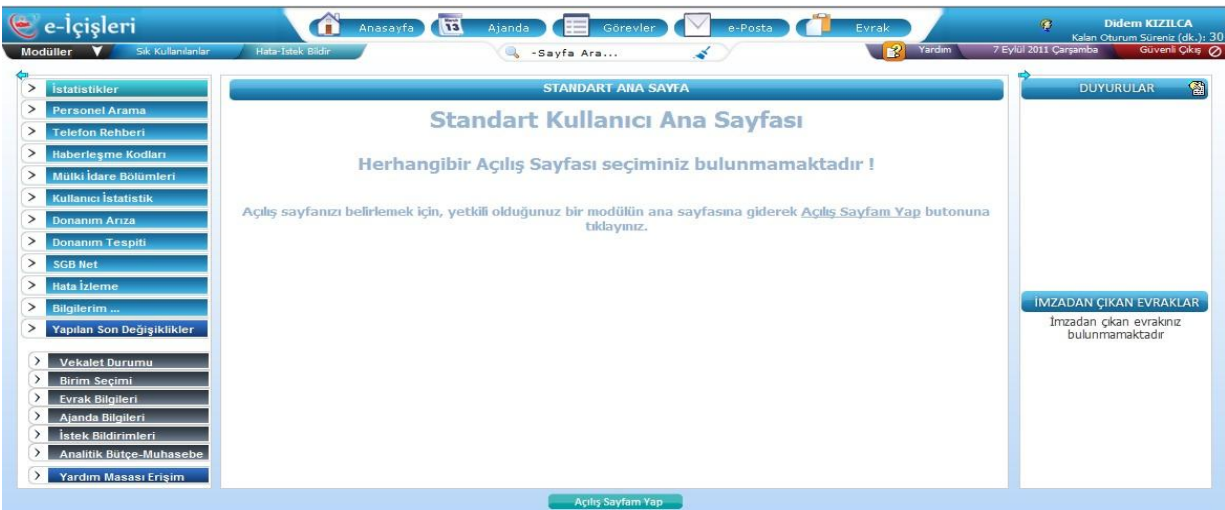 e-İçişleri
Anasayfa
Nov
13
Ajanda
Görevler
e-Posta
Evrak
Didem KIZILCA
Kalan Oturum Süreniz (dk.): 30
Modüller
Sık Kullanılanlar
Hata-İstek Bildir
-Sayfa Ara...
Yardım
7 Eylül 2011 Çarşamba
Güvenli Çıkış
İstatistikler
Personel Arama
Telefon Rehberi
Haberleşme Kodları
Mülki İdare Bölümleri
Kullanıcı İstatistik
Donanım Arıza
Donanım Tespiti
SGB Net
Hata İzleme
Bilgilerim ...
Yapılan Son Değişiklikler
Vekalet Durumu
Birim Seçimi
Evrak Bilgileri
Ajanda Bilgileri
İstek Bildirimleri
Analitik Bütçe-Muhasebe
Yardım Masası Erişim
STANDART ANA SAYFA
Standart Kullanıcı Ana Sayfası
Herhangibir Açılış Sayfası seçiminiz bulunmamaktadır !
Açılış sayfanızı belirlemek için, yetkili olduğunuz bir modülün ana sayfasına giderek Açılış Sayfam Yap butonuna
tıklayınız.
DUYURULAR
İMZADAN ÇIKAN EVRAKLAR
İmzadan çıkan evrakınız
bulunmamaktadır
Açılış Sayfam Yap